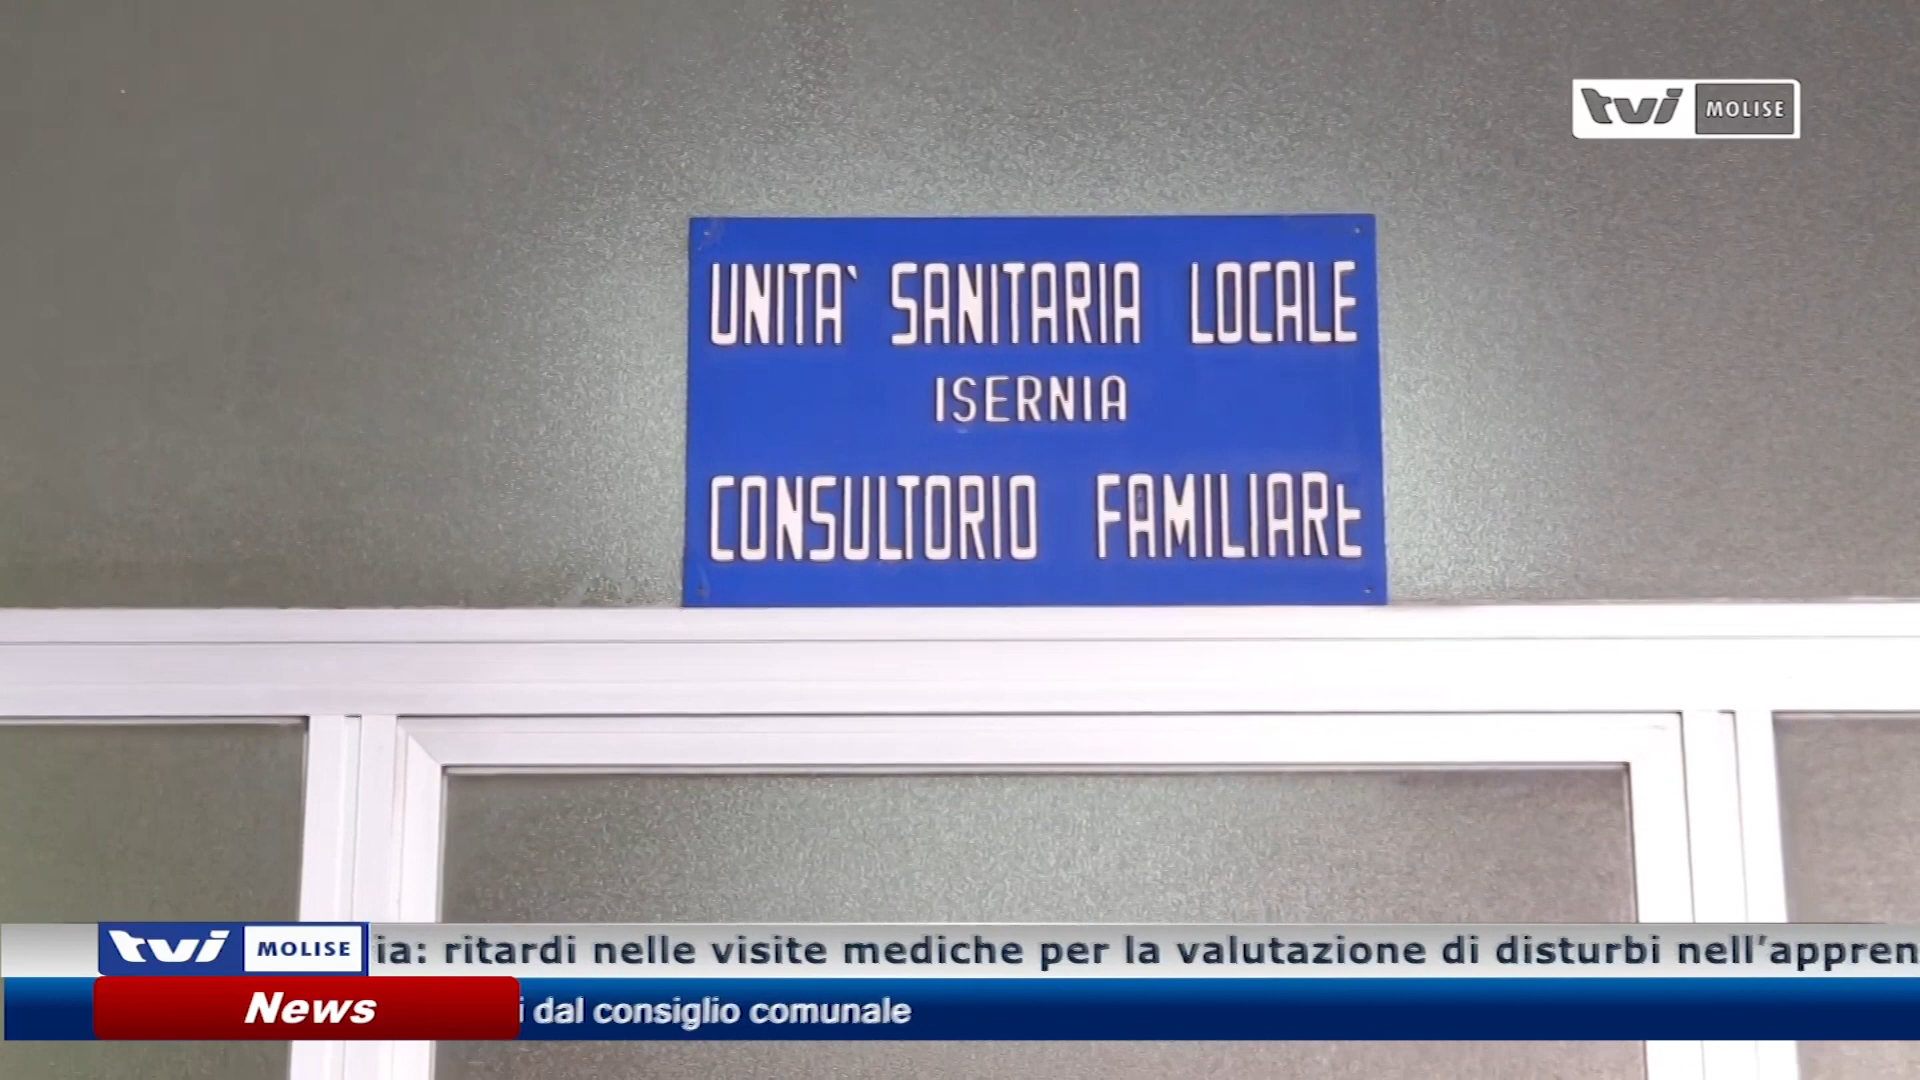 tvi MOLISE
UNITA` SANITARIA LOCALE
ISERNIA
CONSULTORIO FAMILIARE
tvi MOLISE
ia: ritardi nelle visite mediche per la valutazione di disturbi nell’appren
News
i dal consiglio comunale